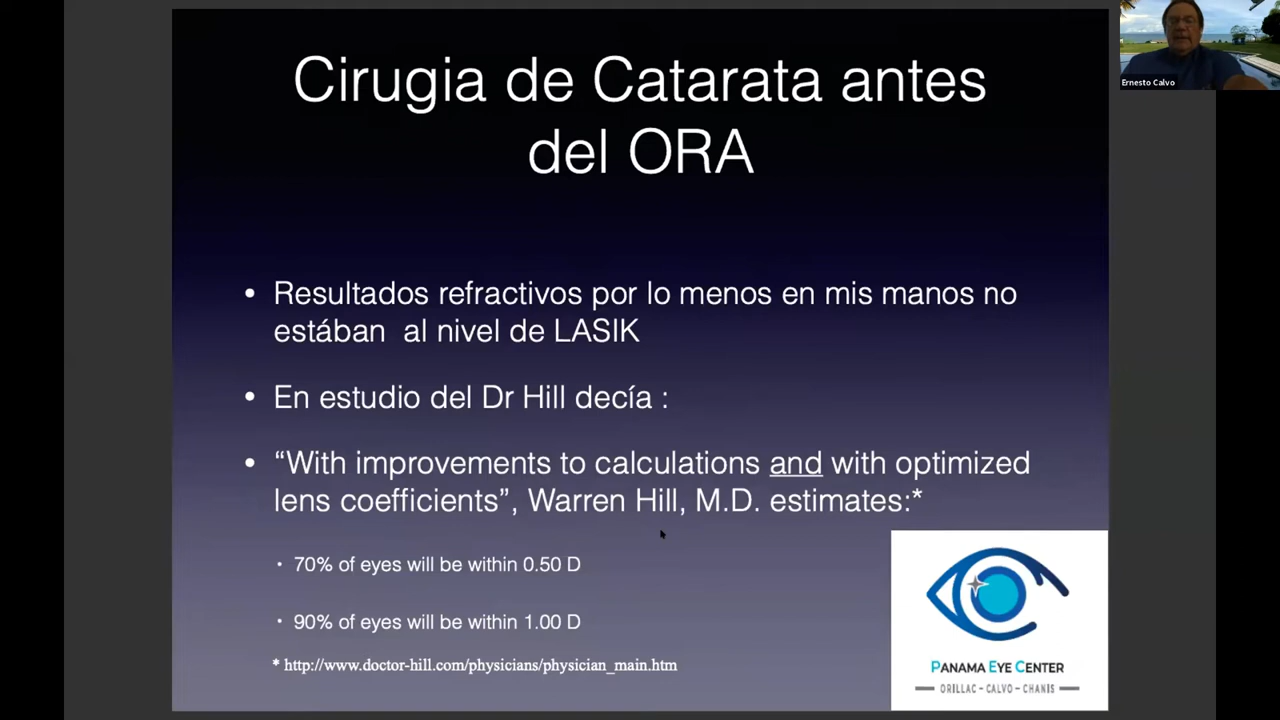 Cirugia de Catarata antes
del ORA
Ernesto Calvo
• Resultados refractivos por lo menos en mis manos no
estában al nivel de LASIK
• En estudio del Dr Hill decía :
• “With improvements to calculations and with optimized
lens coefficients”, Warren Hill, M.D. estimates:*
• 70% of eyes will be within 0.50 D
• 90% of eyes will be within 1.00 D
* http://www.doctor-hill.com/physicians/physician_main.htm
PANAMA EYE CENTER
ORILLAC – CALVO – CHANIS